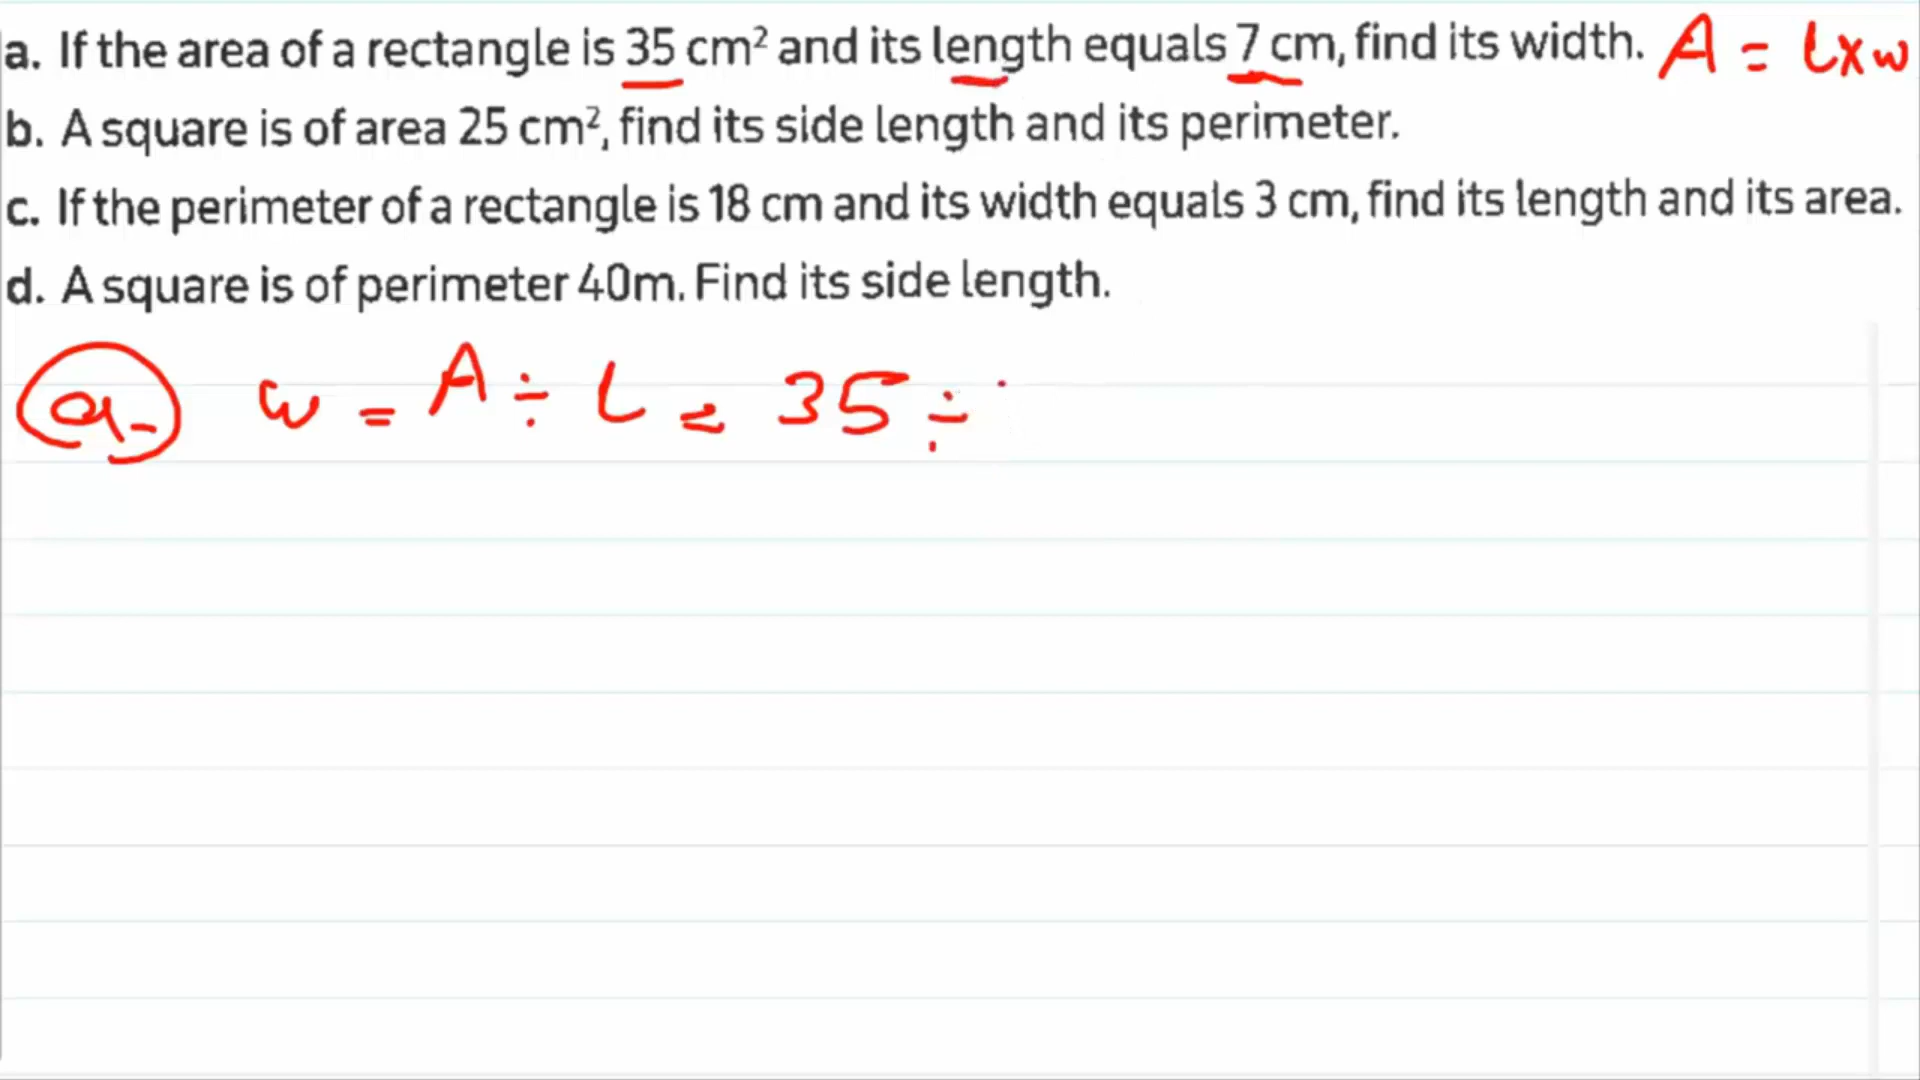 a. If the area of a rectangle is 35 cm² and its length equals 7 cm, find its width. A = L×w
b. A square is of area 25 cm², find its side length and its perimeter.
c. If the perimeter of a rectangle is 18 cm and its width equals 3 cm, find its length and its area.
d. A square is of perimeter 40m. Find its side length.
a- w = A ÷ L = 35 ÷